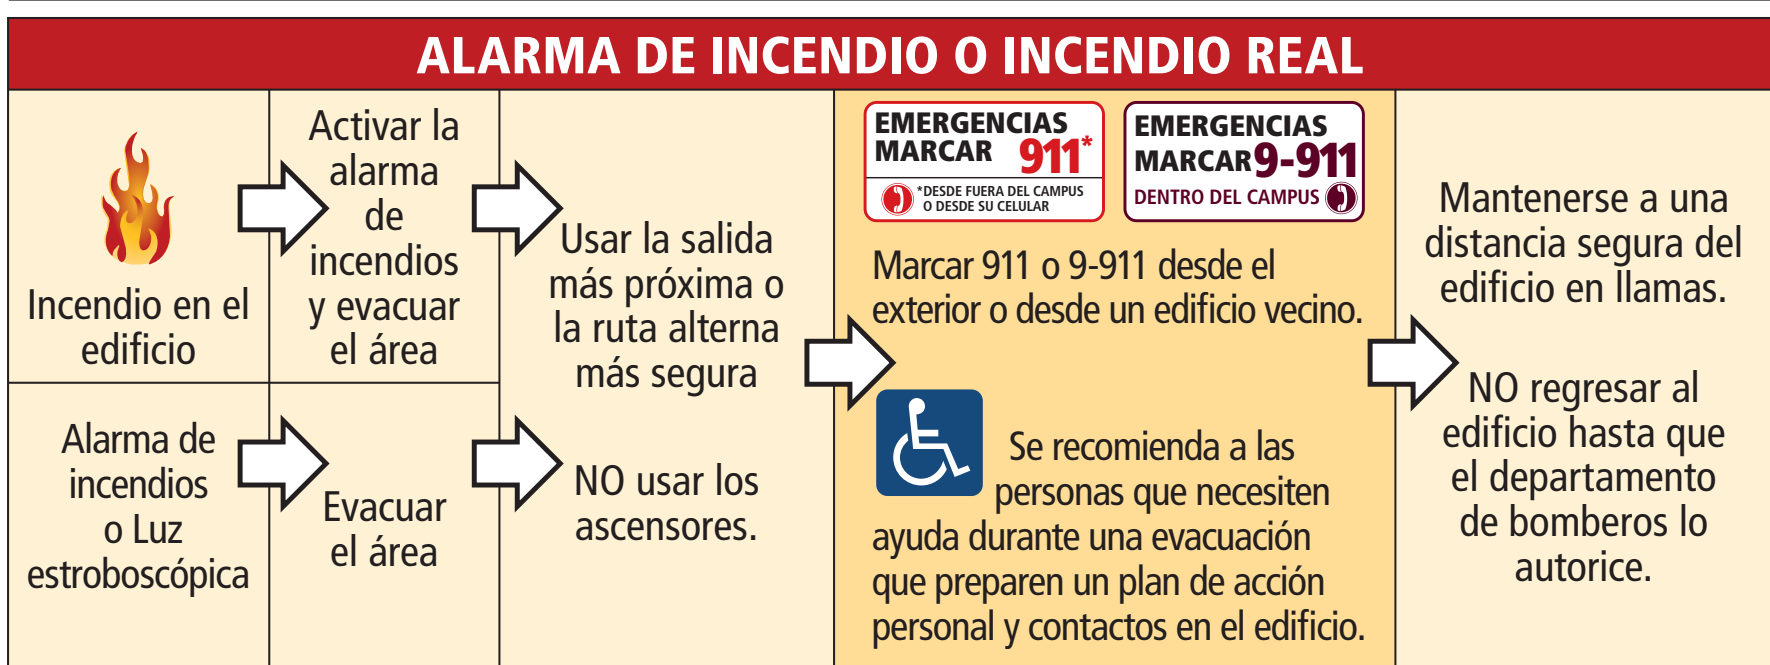 ALARMA DE INCENDIO O INCENDIO REAL
Incendio en el
edificio
Activar la
alarma
de
incendios
y evacuar
el área
Alarma de
incendios
o Luz
estroboscópica
Evacuar
el área
Usar la salida
más próxima o
la ruta alterna
más segura
NO usar los
ascensores.
EMERGENCIAS
MARCAR 911*
*DESDE FUERA DEL CAMPUS
O DESDE SU CELULAR
EMERGENCIAS
MARCAR 9-911
DENTRO DEL CAMPUS
Marcar 911 o 9-911 desde el
exterior o desde un edificio vecino.
Se recomienda a las
personas que necesiten
ayuda durante una evacuación
que preparen un plan de acción
personal y contactos en el edificio.
Mantenerse a una
distancia segura del
edificio en llamas.
NO regresar al
edificio hasta que
el departamento
de bomberos lo
autorice.